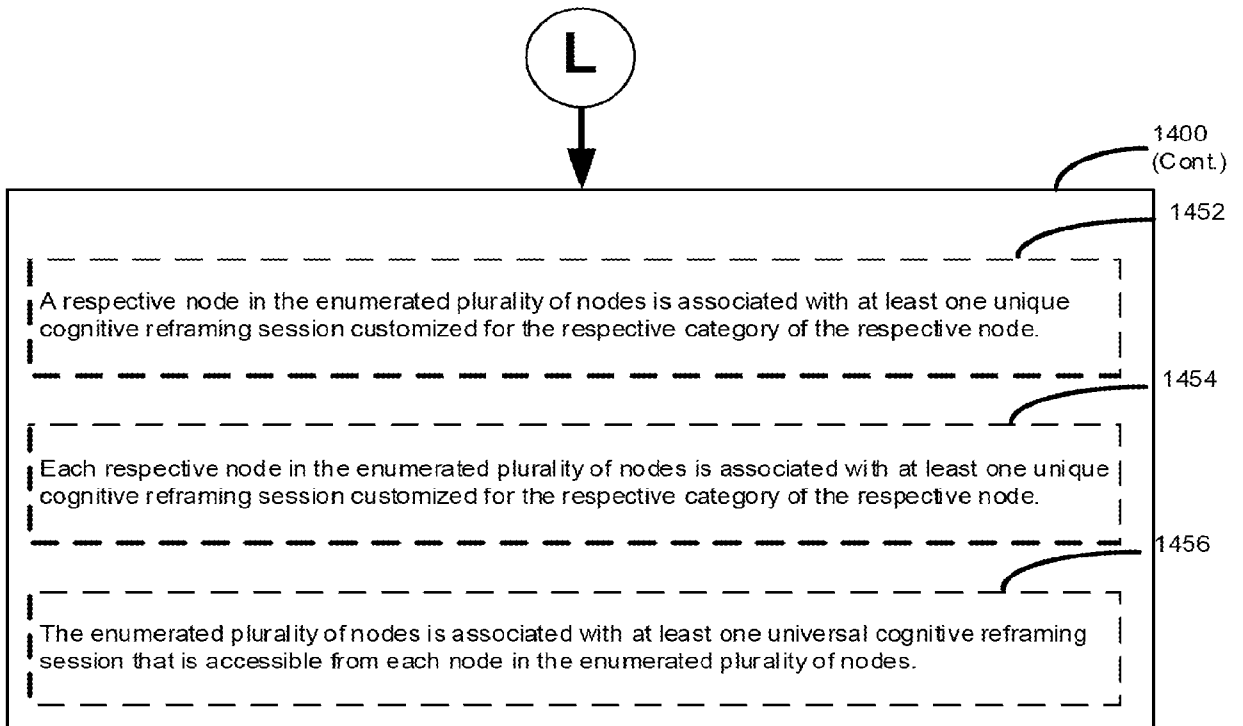 L
1400
(Cont.)
1452
A respective node in the enumerated plurality of nodes is associated with at least one unique
cognitive reframing session customized for the respective category of the respective node.
1454
Each respective node in the enumerated plurality of nodes is associated with at least one unique
cognitive reframing session customized for the respective category of the respective node.
1456
The enumerated plurality of nodes is associated with at least one universal cognitive reframing
session that is accessible from each node in the enumerated plurality of nodes.